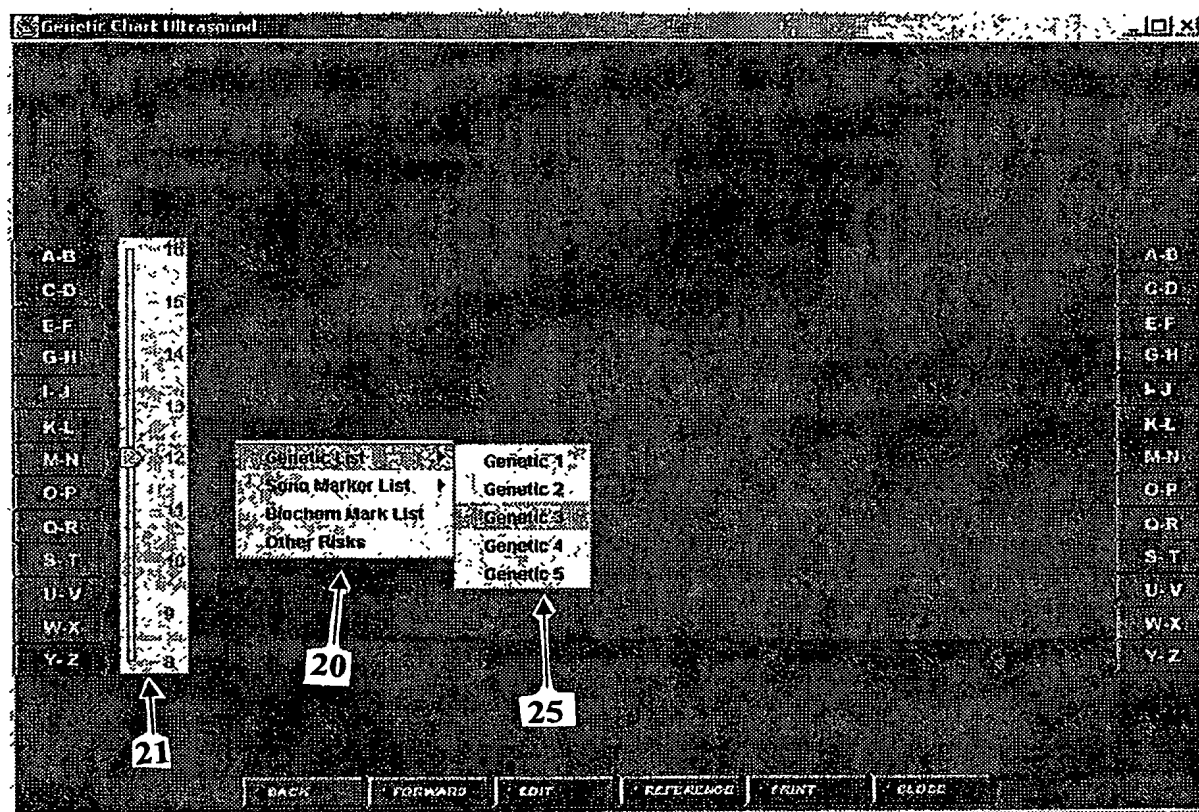 Genetic Chart Ultrasound
A-B
C-D
E-F
G-H
I-J
K-L
M-N
O-P
Q-R
S-T
U-V
W-X
Y-Z
16
15
14
13
12
11
10
9
8
Genetic List
Sono Marker List
Biochem Mark List
Other Risks
Genetic 1
Genetic 2
Genetic 3
Genetic 4
Genetic 5
20
25
21
A-B
C-D
E-F
G-H
I-J
K-L
M-N
O-P
Q-R
S-T
U-V
W-X
Y-Z
BACK FORWARD EDIT REFERENCE PRINT CLOSE